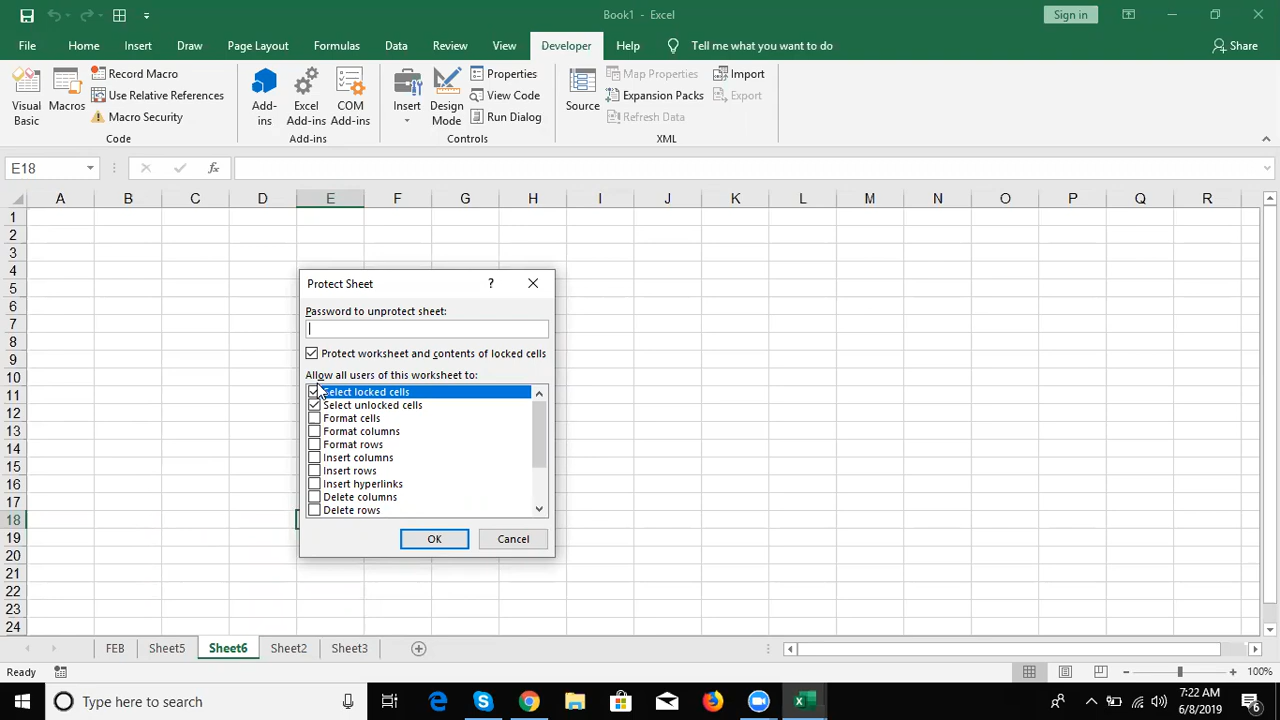 Book1 - Excel
Sign in
File Home Insert Draw Page Layout Formulas Data Review View Developer Help Tell me what you want to do Share
Visual Basic
Macros
Record Macro
Use Relative References
Macro Security
Code
Add-ins
Excel Add-ins
COM Add-ins
Add-ins
Insert
Design Mode
Properties
View Code
Run Dialog
Controls
Source
Map Properties
Expansion Packs
Refresh Data
Import
Export
XML
E18
fx
A B C D E F G H I J K L M N O P Q R
1
2
3
4
5
6
7
8
9
10
11
12
13
14
15
16
17
18
19
20
21
22
23
24
Protect Sheet ?
Password to unprotect sheet:
Protect worksheet and contents of locked cells
Allow all users of this worksheet to:
Select locked cells
Select unlocked cells
Format cells
Format columns
Format rows
Insert columns
Insert rows
Insert hyperlinks
Delete columns
Delete rows
OK Cancel
FEB Sheet5 Sheet6 Sheet2 Sheet3
Ready
100%
Type here to search
7:22 AM
6/8/2019
6